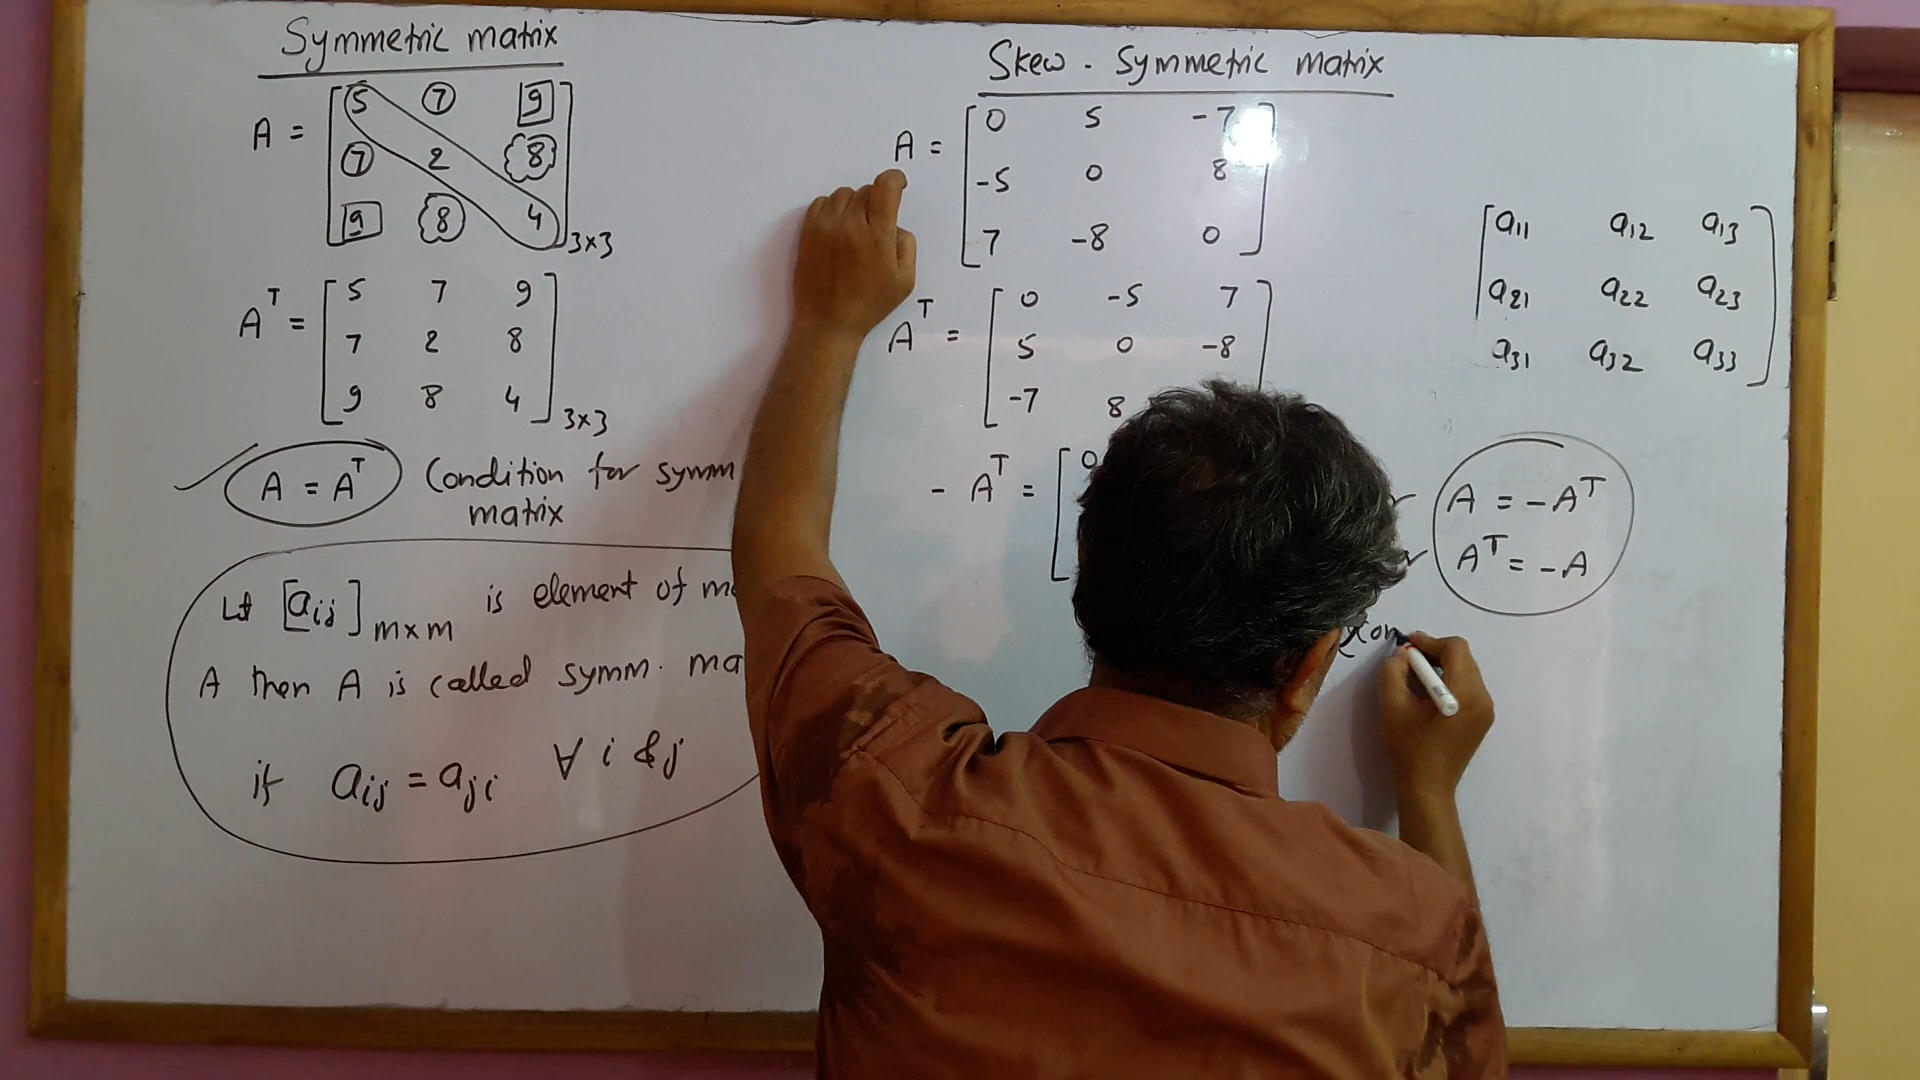 Symmetric matrix
A = [ 5 7 9
7 2 8
9 8 4 ] 3×3
A^T = [ 5 7 9
7 2 8
9 8 4 ] 3×3
A = A^T Condition for symm
matrix
Let [aij] m×m is element of
A then A is called symm.
if aij = aji ∀ i & j
Skew - Symmetric matrix
A = [ 0 5 -7
-5 0 8
7 -8 0 ]
A^T = [ 0 -5 7
5 0 -8
-7 8
- A^T = [ 0
A = -A^T
A^T = -A
[ a11 a12 a13
a21 a22 a23
a31 a32 a33 ]